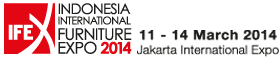 IFEX
INDONESIA
INTERNATIONAL
FURNITURE
EXPO 2014
11 - 14 March 2014
Jakarta International Expo